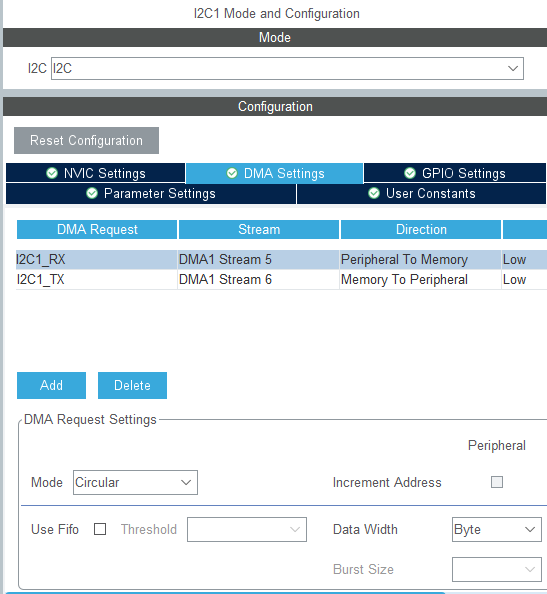 I2C1 Mode and Configuration
Mode
I2C I2C
Configuration
Reset Configuration
NVIC Settings DMA Settings GPIO Settings
Parameter Settings User Constants
DMA Request Stream Direction
I2C1_RX DMA1 Stream 5 Peripheral To Memory Low
I2C1_TX DMA1 Stream 6 Memory To Peripheral Low
Add Delete
DMA Request Settings
Peripheral
Mode Circular Increment Address
Use Fifo Threshold Data Width Byte
Burst Size